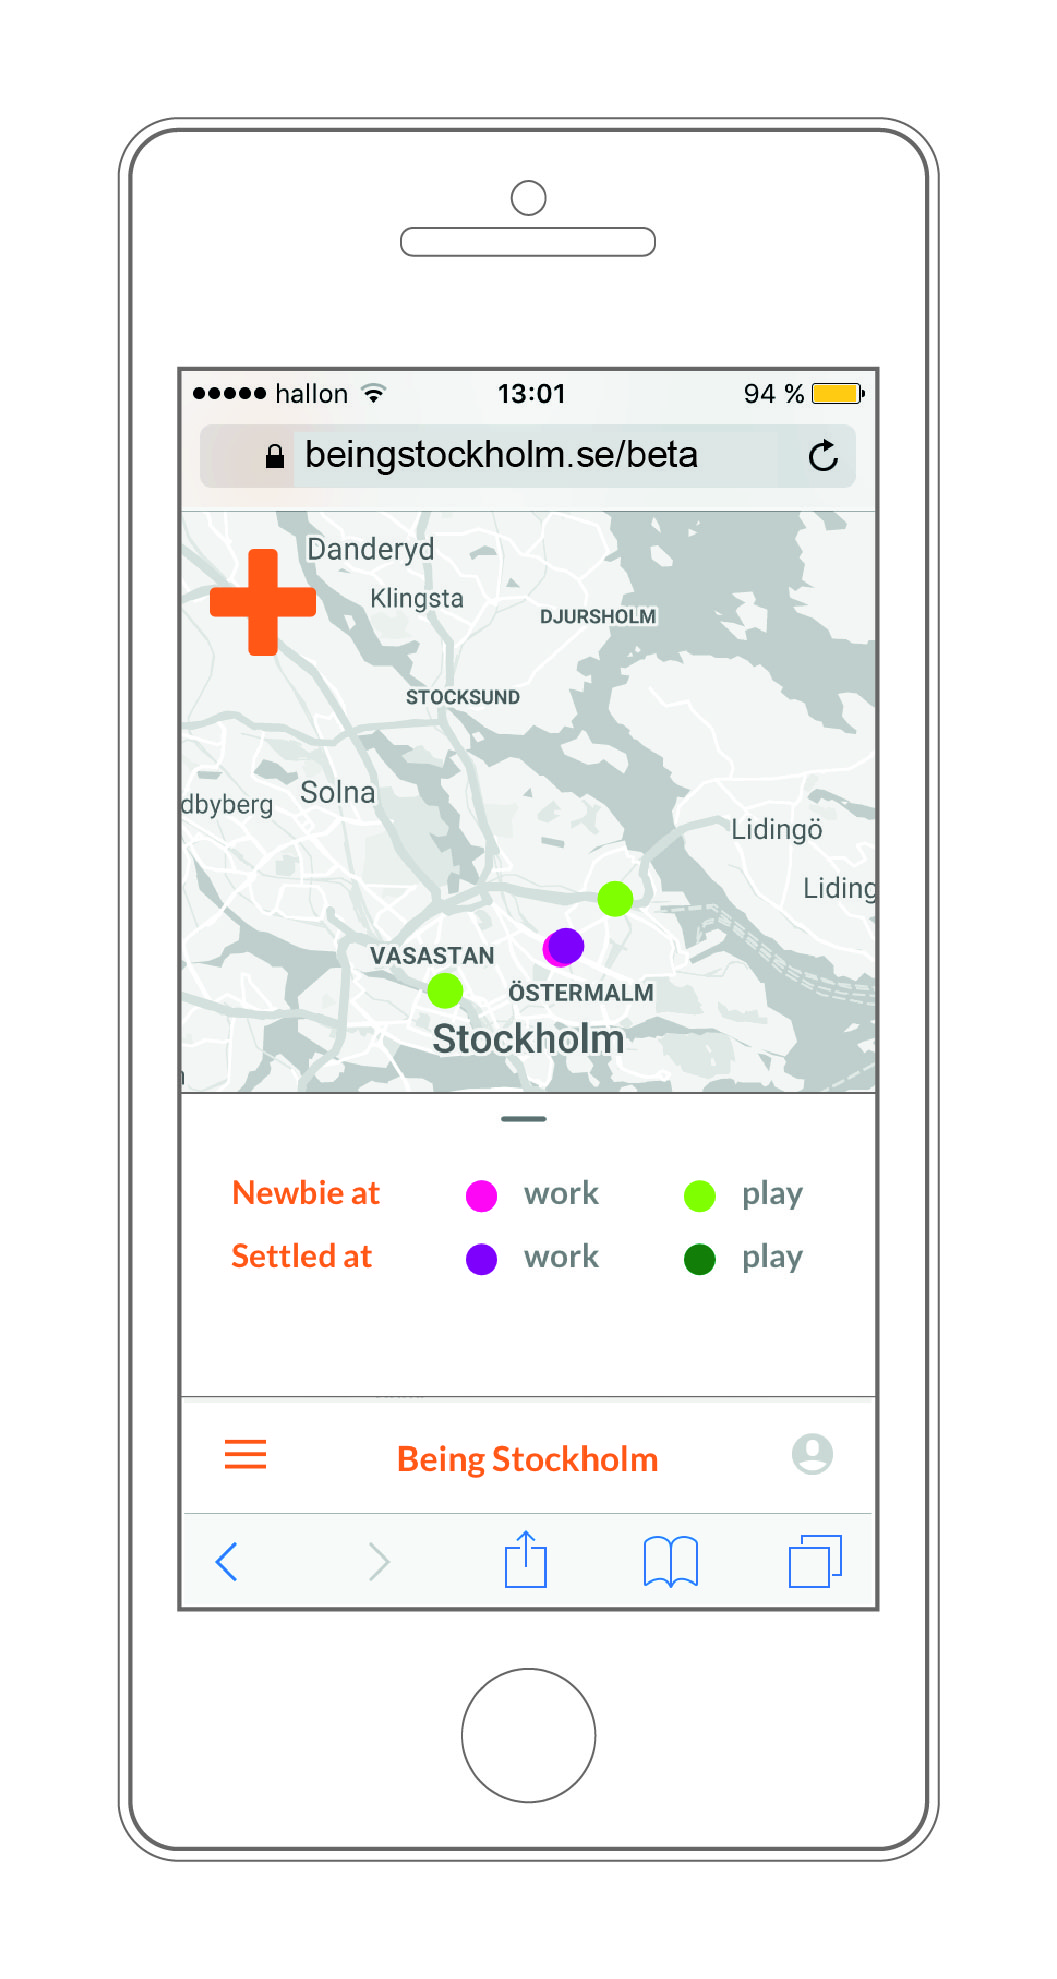 hallon 13:01 94 %
beingstockholm.se/beta
Danderyd
Klingsta
DJURSHOLM
STOCKSUND
Solna
dbyberg
Lidingö
Liding
VASASTAN
ÖSTERMALM
Stockholm
Newbie at work play
Settled at work play
Being Stockholm